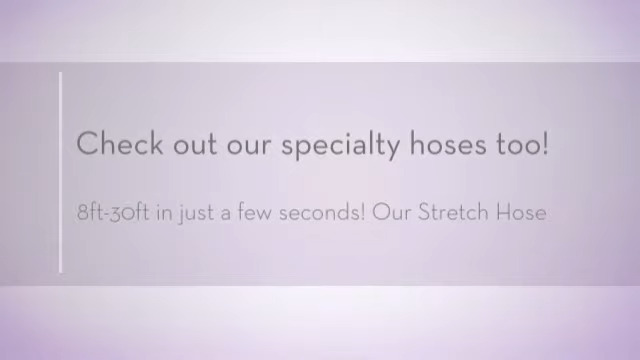 Check out our specialty hoses too!
8ft-30ft in just a few seconds! Our Stretch Hose